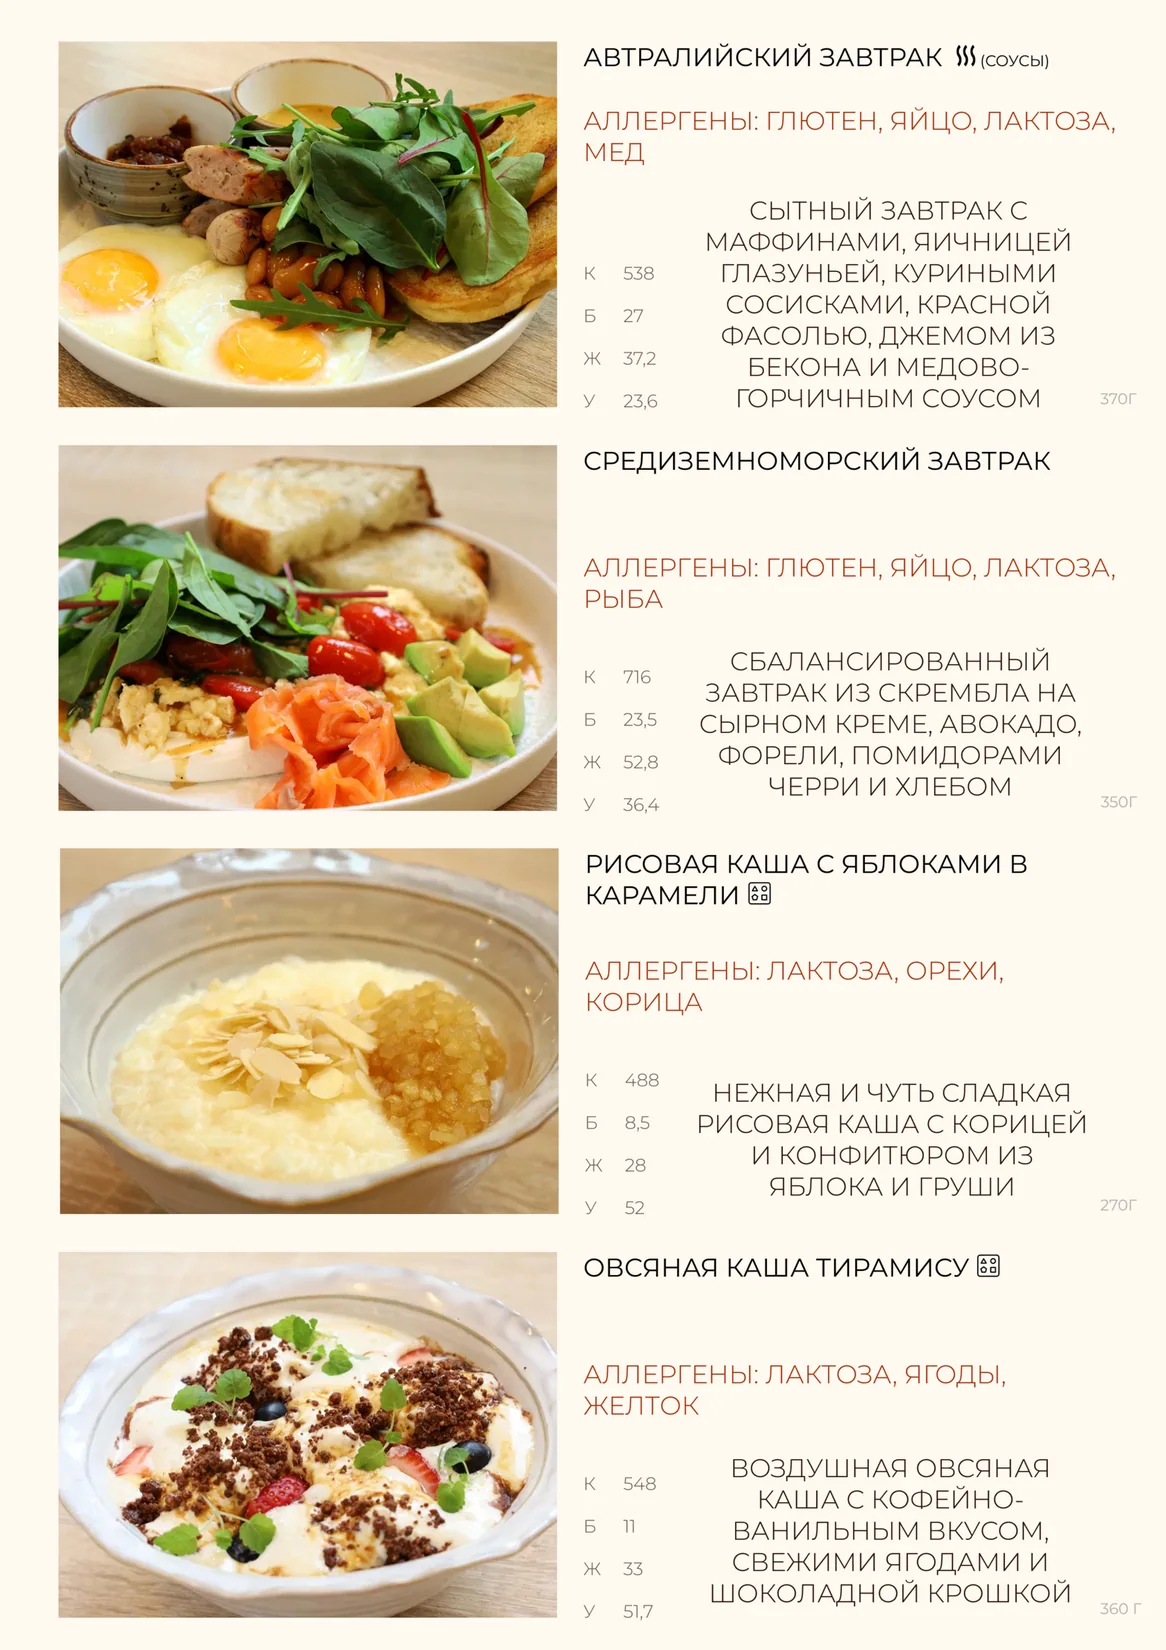 АВТРАЛИЙСКИЙ ЗАВТРАК (СОУСЫ)
АЛЛЕРГЕНЫ: ГЛЮТЕН, ЯЙЦО, ЛАКТОЗА,
МЕД
СЫТНЫЙ ЗАВТРАК С
МАФФИНАМИ, ЯИЧНИЦЕЙ
ГЛАЗУНЬЕЙ, КУРИНЫМИ
СОСИСКАМИ, КРАСНОЙ
ФАСОЛЬЮ, ДЖЕМОМ ИЗ
БЕКОНА И МЕДОВО-
ГОРЧИЧНЫМ СОУСОМ
К 538
Б 27
Ж 37,2
У 23,6
370Г
СРЕДИЗЕМНОМОРСКИЙ ЗАВТРАК
АЛЛЕРГЕНЫ: ГЛЮТЕН, ЯЙЦО, ЛАКТОЗА,
РЫБА
СБАЛАНСИРОВАННЫЙ
ЗАВТРАК ИЗ СКРЕМБЛА НА
СЫРНОМ КРЕМЕ, АВОКАДО,
ФОРЕЛИ, ПОМИДОРАМИ
ЧЕРРИ И ХЛЕБОМ
К 716
Б 23,5
Ж 52,8
У 36,4
350Г
РИСОВАЯ КАША С ЯБЛОКАМИ В
КАРАМЕЛИ
АЛЛЕРГЕНЫ: ЛАКТОЗА, ОРЕХИ,
КОРИЦА
НЕЖНАЯ И ЧУТЬ СЛАДКАЯ
РИСОВАЯ КАША С КОРИЦЕЙ
И КОНФИТЮРОМ ИЗ
ЯБЛОКА И ГРУШИ
К 488
Б 8,5
Ж 28
У 52
270Г
ОВСЯНАЯ КАША ТИРАМИСУ
АЛЛЕРГЕНЫ: ЛАКТОЗА, ЯГОДЫ,
ЖЕЛТОК
ВОЗДУШНАЯ ОВСЯНАЯ
КАША С КОФЕЙНО-
ВАНИЛЬНЫМ ВКУСОМ,
СВЕЖИМИ ЯГОДАМИ И
ШОКОЛАДНОЙ КРОШКОЙ
К 548
Б 11
Ж 33
У 51,7
360 Г